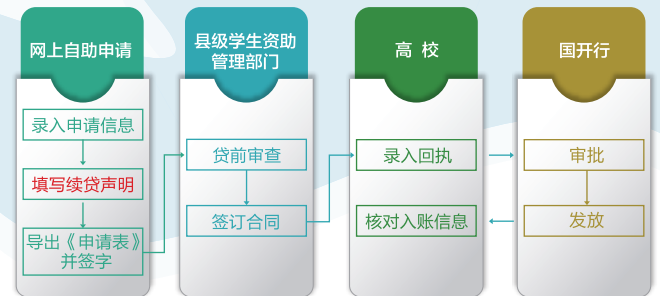 网上自助申请
录入申请信息
填写续贷声明
导出《申请表》
并签字
县级学生资助
管理部门
贷前审查
签订合同
高 校
录入回执
核对入账信息
国开行
审批
发放